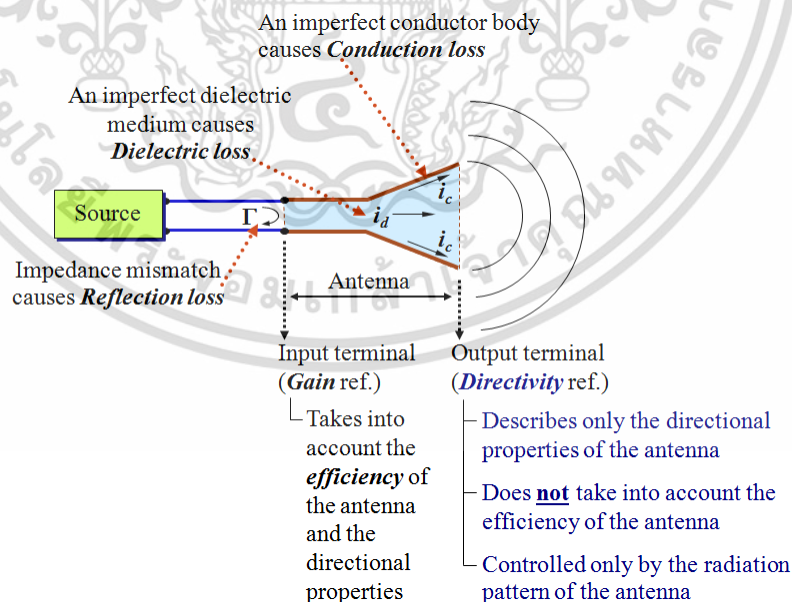 An imperfect conductor body
causes Conduction loss
An imperfect dielectric
medium causes
Dielectric loss
Source
Γ
i_d
i_c
i_c
Impedance mismatch
causes Reflection loss
Antenna
Input terminal
(Gain ref.)
Takes into
account the
efficiency of
the antenna
and the
directional
properties
Output terminal
(Directivity ref.)
Describes only the directional
properties of the antenna
Does not take into account the
efficiency of the antenna
Controlled only by the radiation
pattern of the antenna